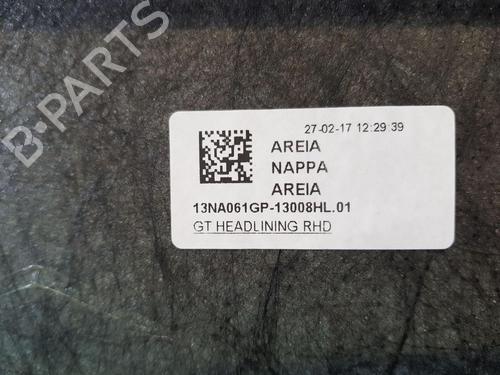 B-PARTS
27-02-17 12:29:39
AREIA
NAPPA
AREIA
13NA061GP-13008HL.01
GT HEADLINING RHD